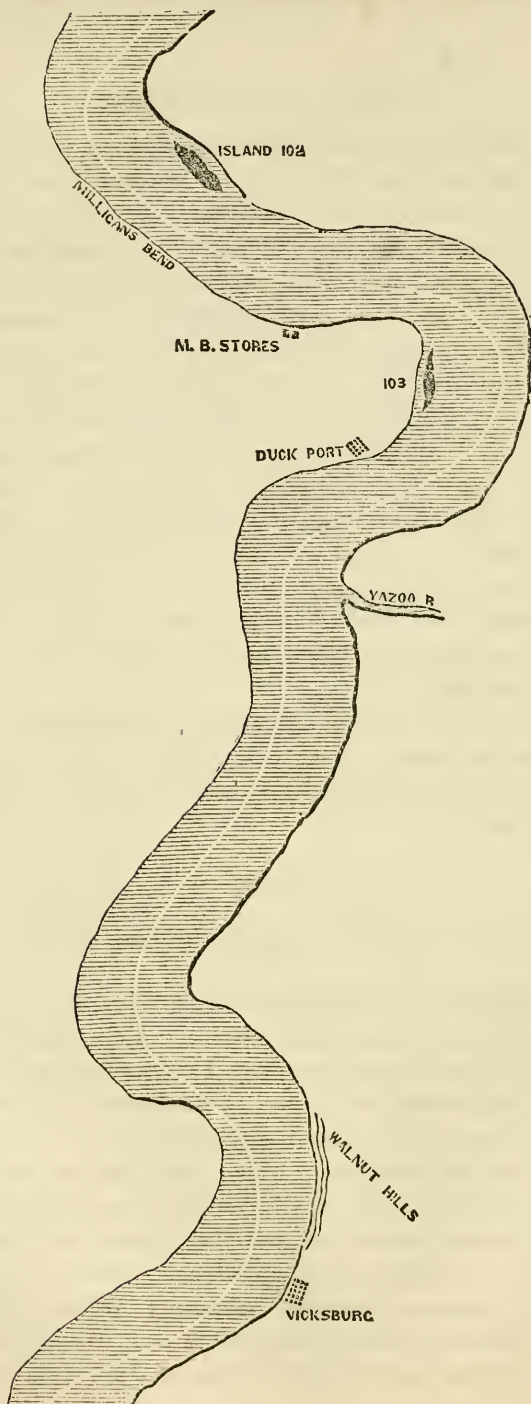 ISLAND 102
MILLICANS BEND
M. B. STORES
103
DUCK PORT
YAZOO R
WALNUT HILLS
VICKSBURG